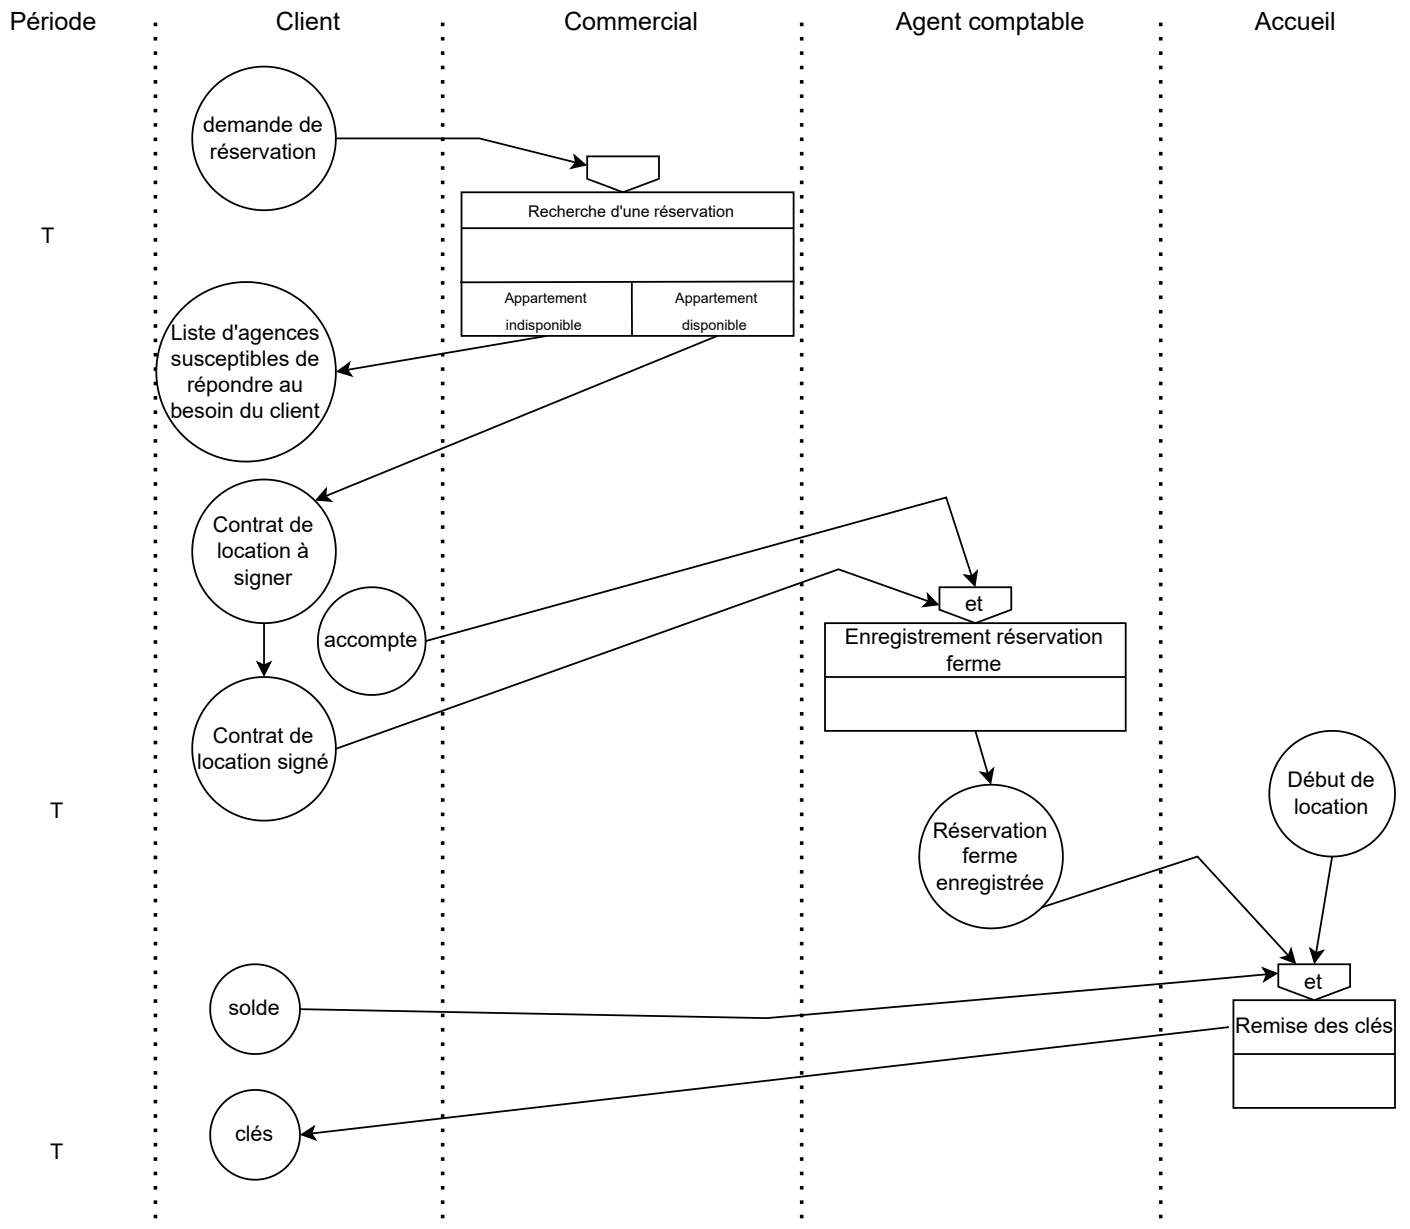 Période
Client
Commercial
Agent comptable
Accueil
demande de
réservation
Recherche d'une réservation
T
Appartement
indisponible
Appartement
disponible
Liste d'agences
susceptibles de
répondre au
besoin du client
Contrat de
location à
signer
accompte
et
Enregistrement réservation
ferme
Contrat de
location signé
T
Début de
location
Réservation
ferme
enregistrée
solde
et
Remise des clés
clés
T